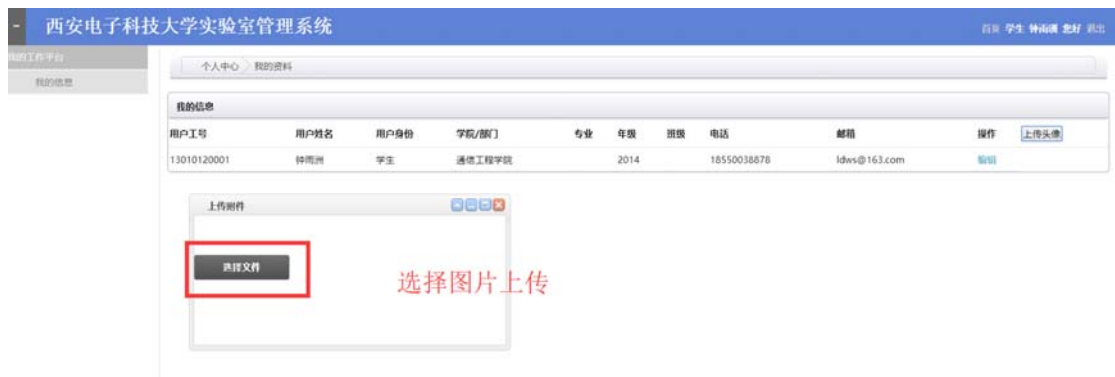 - 西安电子科技大学实验室管理系统
首页 学生 钟雨洲 您好 退出
我的工作平台
我的信息
个人中心 我的资料
我的信息
用户工号 用户姓名 用户身份 学院/部门 专业 年级 班级 电话 邮箱 操作 上传头像
13010120001 钟雨洲 学生 通信工程学院 2014 18550038878 ldws@163.com 编辑
上传附件
选择文件
选择图片上传